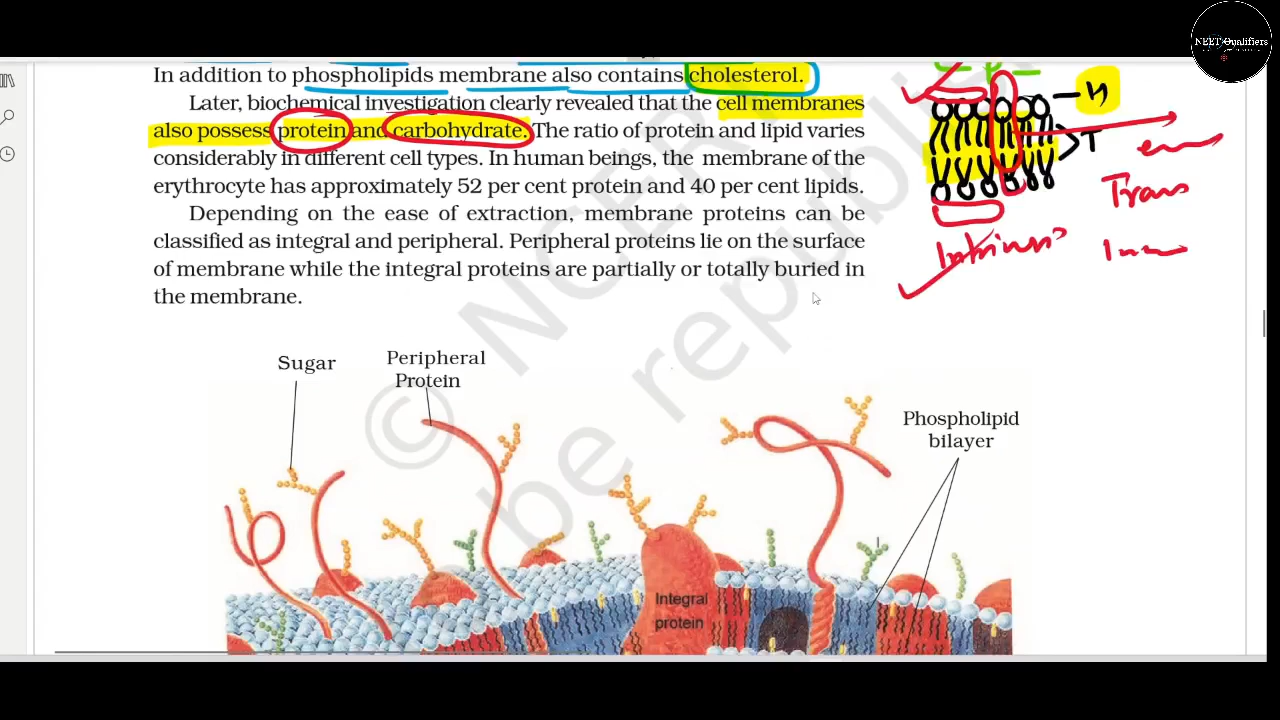 NEET Qualifiers
In addition to phospholipids membrane also contains cholesterol.
Later, biochemical investigation clearly revealed that the cell membranes
also possess protein and carbohydrate. The ratio of protein and lipid varies
considerably in different cell types. In human beings, the membrane of the
erythrocyte has approximately 52 per cent protein and 40 per cent lipids.
Depending on the ease of extraction, membrane proteins can be
classified as integral and peripheral. Peripheral proteins lie on the surface
of membrane while the integral proteins are partially or totally buried in
the membrane.
H
T
Trans
Sugar
Peripheral
Protein
Phospholipid
bilayer
Integral
protein
© NCERT
be republis